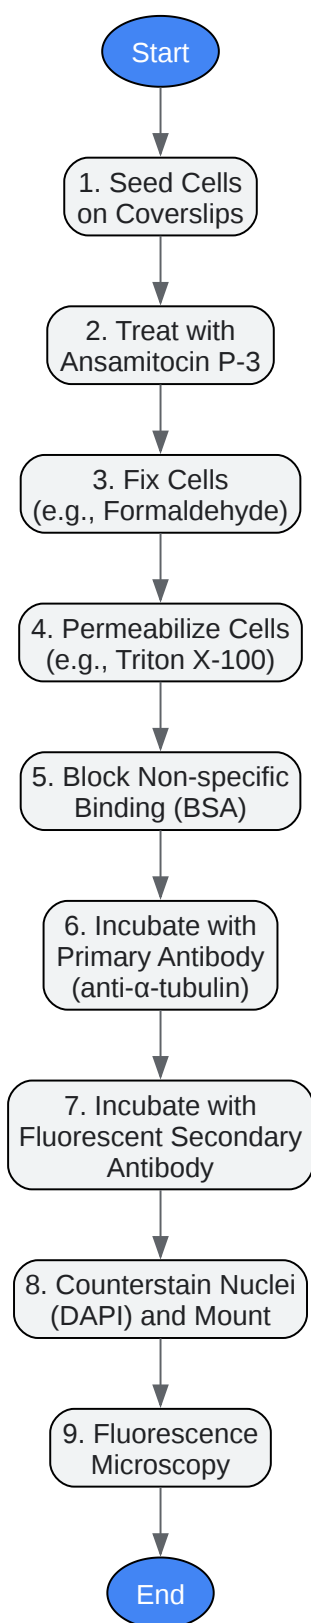 Start
1. Seed Cells
on Coverslips
2. Treat with
Ansamitocin P-3
3. Fix Cells
(e.g., Formaldehyde)
4. Permeabilize Cells
(e.g., Triton X-100)
5. Block Non-specific
Binding (BSA)
6. Incubate with
Primary Antibody
(anti-α-tubulin)
7. Incubate with
Fluorescent Secondary
Antibody
8. Counterstain Nuclei
(DAPI) and Mount
9. Fluorescence
Microscopy
End